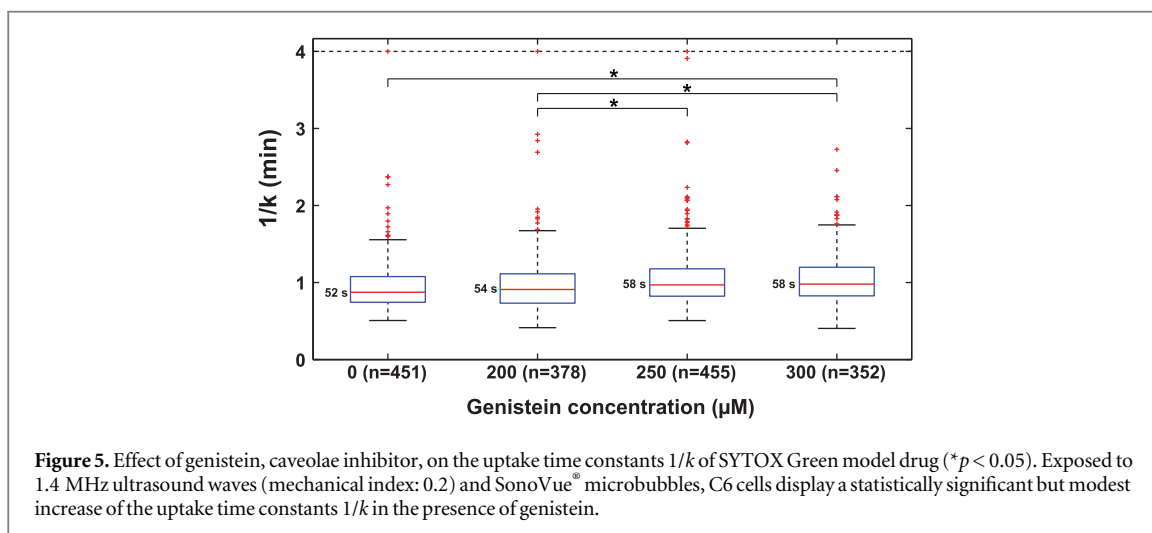 4
*
*
*
3
1/k (min)
2
1
52 s
54 s
58 s
58 s
0
0 (n=451) 200 (n=378) 250 (n=455) 300 (n=352)
Genistein concentration (µM)
Figure 5. Effect of genistein, caveolae inhibitor, on the uptake time constants 1/k of SYTOX Green model drug (*p < 0.05). Exposed to
1.4 MHz ultrasound waves (mechanical index: 0.2) and SonoVue® microbubbles, C6 cells display a statistically significant but modest
increase of the uptake time constants 1/k in the presence of genistein.